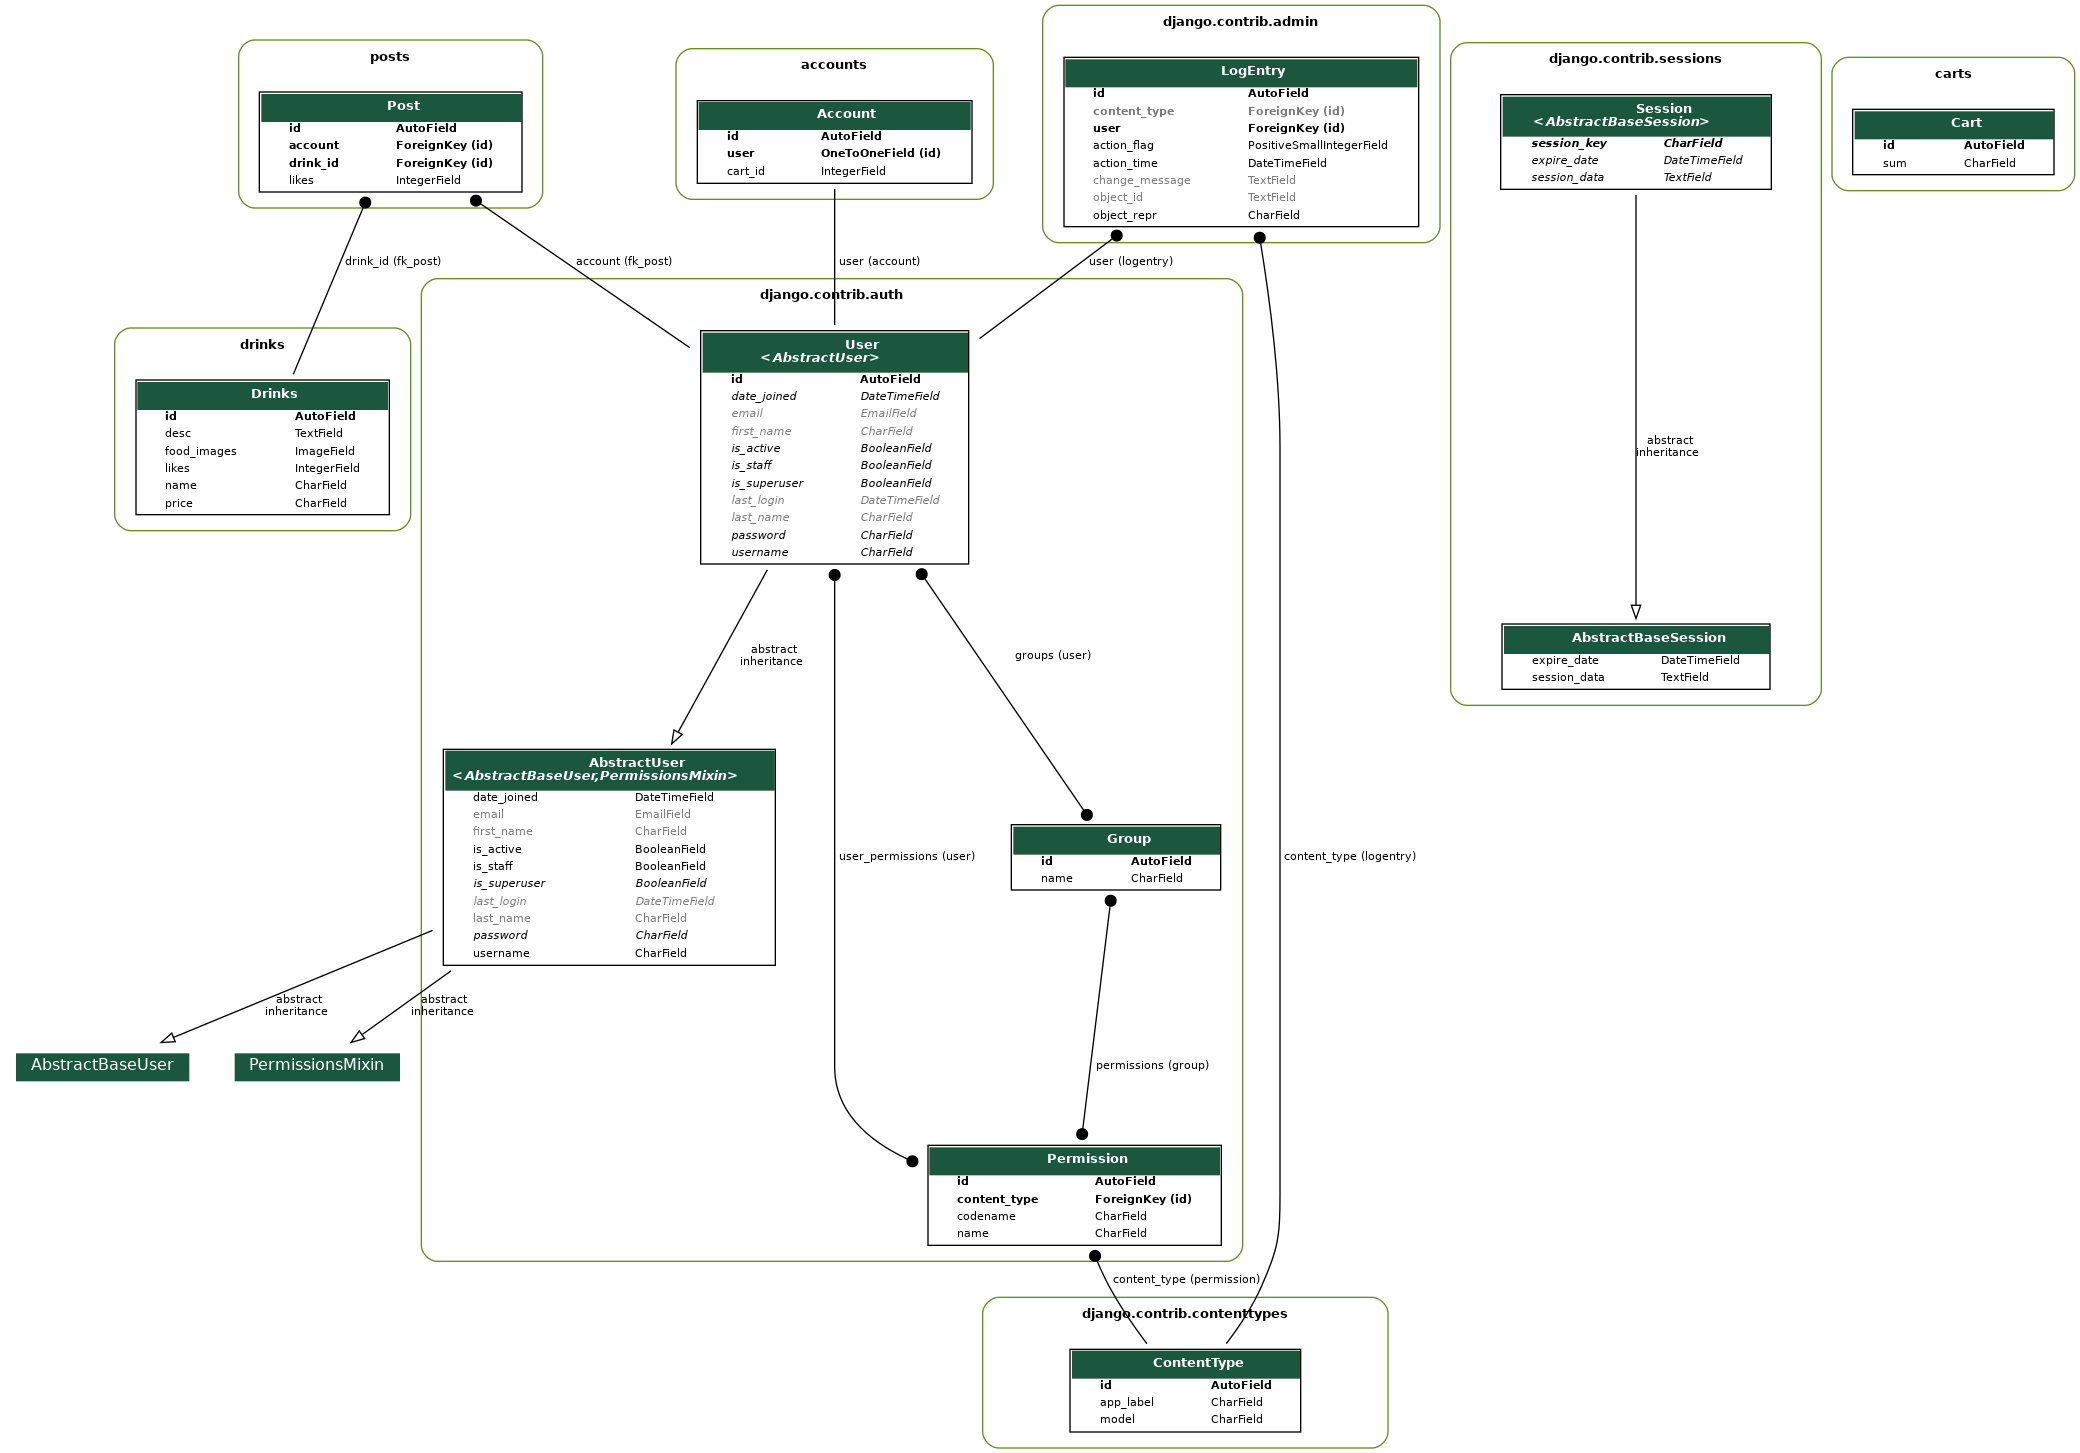 posts
Post
id AutoField
account ForeignKey (id)
drink_id ForeignKey (id)
likes IntegerField
accounts
Account
id AutoField
user OneToOneField (id)
cart_id IntegerField
django.contrib.admin
LogEntry
id AutoField
content_type ForeignKey (id)
user ForeignKey (id)
action_flag PositiveSmallIntegerField
action_time DateTimeField
change_message TextField
object_id TextField
object_repr CharField
django.contrib.sessions
Session
<AbstractBaseSession>
session_key CharField
expire_date DateTimeField
session_data TextField
carts
Cart
id AutoField
sum CharField
drink_id (fk_post)
account (fk_post)
user (account)
user (logentry)
django.contrib.auth
drinks
Drinks
id AutoField
desc TextField
food_images ImageField
likes IntegerField
name CharField
price CharField
User
<AbstractUser>
id AutoField
date_joined DateTimeField
email EmailField
first_name CharField
is_active BooleanField
is_staff BooleanField
is_superuser BooleanField
last_login DateTimeField
last_name CharField
password CharField
username CharField
abstract
inheritance
AbstractBaseSession
expire_date DateTimeField
session_data TextField
abstract
inheritance
groups (user)
AbstractUser
<AbstractBaseUser,PermissionsMixin>
date_joined DateTimeField
email EmailField
first_name CharField
is_active BooleanField
is_staff BooleanField
is_superuser BooleanField
last_login DateTimeField
last_name CharField
password CharField
username CharField
user_permissions (user)
Group
id AutoField
name CharField
content_type (logentry)
abstract
inheritance
abstract
inheritance
AbstractBaseUser
PermissionsMixin
permissions (group)
Permission
id AutoField
content_type ForeignKey (id)
codename CharField
name CharField
content_type (permission)
django.contrib.contenttypes
ContentType
id AutoField
app_label CharField
model CharField